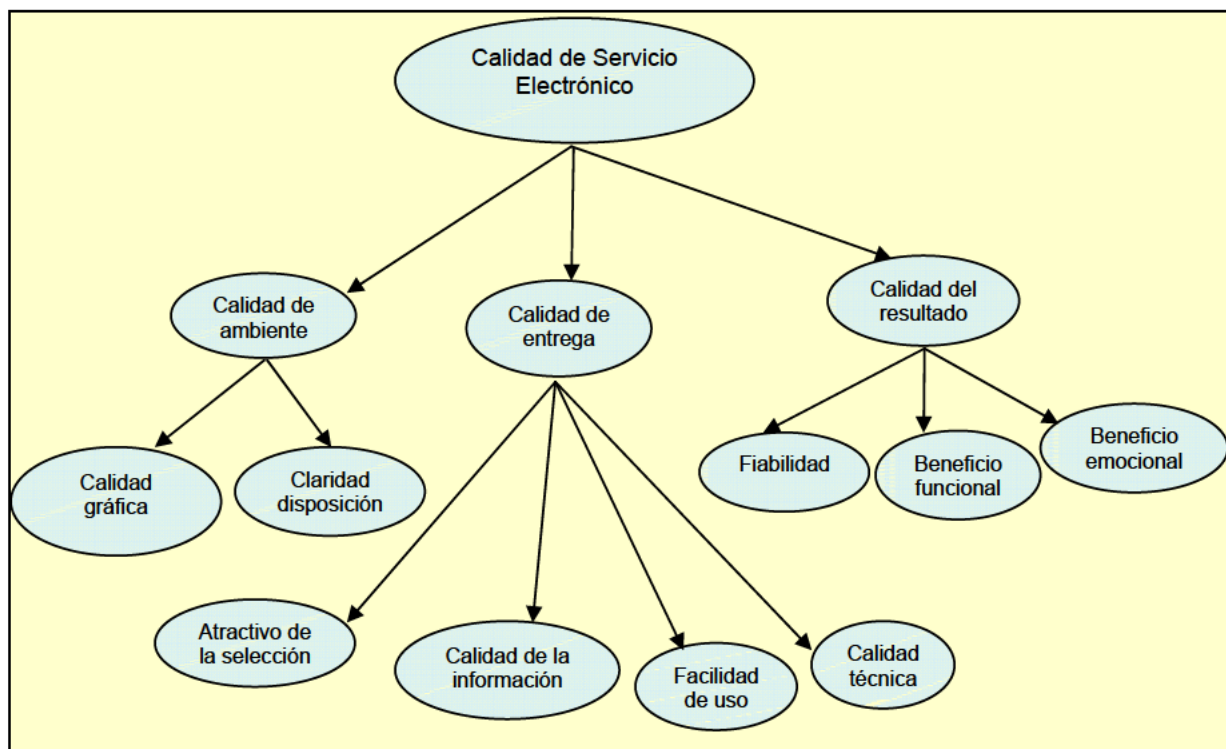 Calidad de Servicio
Electrónico
Calidad de
ambiente
Calidad de
entrega
Calidad del
resultado
Calidad
gráfica
Claridad
disposición
Fiabilidad
Beneficio
funcional
Beneficio
emocional
Atractivo de
la selección
Calidad de la
información
Facilidad
de uso
Calidad
técnica